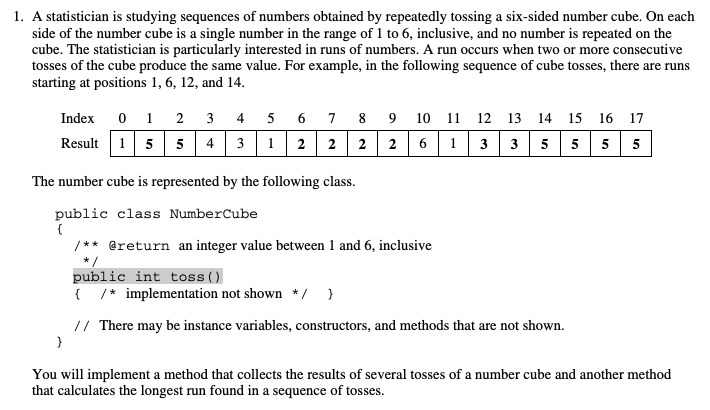 1. A statistician is studying sequences of numbers obtained by repeatedly tossing a six-sided number cube. On each
side of the number cube is a single number in the range of 1 to 6, inclusive, and no number is repeated on the
cube. The statistician is particularly interested in runs of numbers. A run occurs when two or more consecutive
tosses of the cube produce the same value. For example, in the following sequence of cube tosses, there are runs
starting at positions 1, 6, 12, and 14.
Index 0 1 2 3 4 5 6 7 8 9 10 11 12 13 14 15 16 17
Result 1 5 5 4 3 1 2 2 2 2 6 1 3 3 5 5 5 5
The number cube is represented by the following class.
public class NumberCube
{
/** @return an integer value between 1 and 6, inclusive
*/
public int toss()
{ /* implementation not shown */ }
// There may be instance variables, constructors, and methods that are not shown.
}
You will implement a method that collects the results of several tosses of a number cube and another method
that calculates the longest run found in a sequence of tosses.